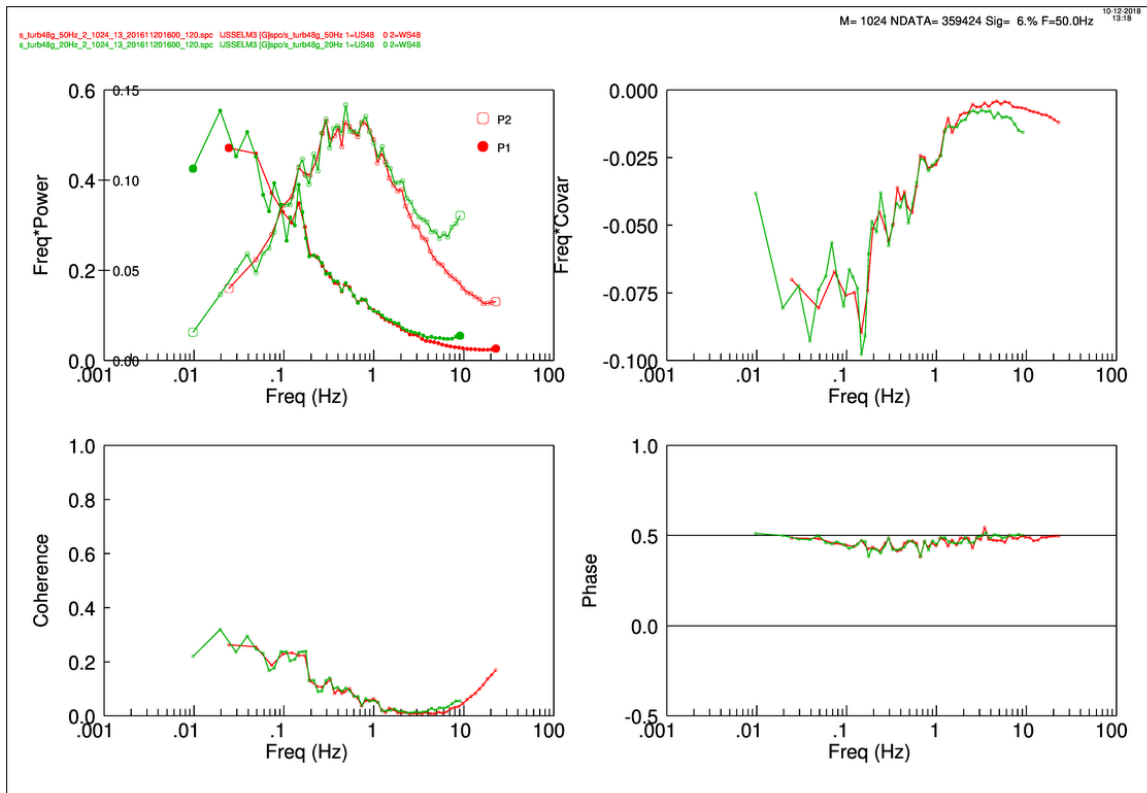 10-12-2018
13:18
M= 1024 NDATA= 359424 Sig= 6.% F=50.0Hz
s_turb48g_50Hz_2_1024_13_201611201600_120.spc IJSSELM3 [G]spc/s_turb48g_50Hz 1=US48 0 2=WS48
s_turb48g_20Hz_2_1024_13_201611201600_120.spc IJSSELM3 [G]spc/s_turb48g_20Hz 1=US48 0 2=WS48
Freq*Power
0.6
0.4
0.2
0.0
0.15
0.10
0.05
0.00
P2
P1
.001 .01 .1 1 10 100
Freq (Hz)
Freq*Covar
0.000
-0.025
-0.050
-0.075
-0.100
.001 .01 .1 1 10 100
Freq (Hz)
Coherence
1.0
0.8
0.6
0.4
0.2
0.0
.001 .01 .1 1 10 100
Freq (Hz)
Phase
1.0
0.5
0.0
-0.5
.001 .01 .1 1 10 100
Freq (Hz)